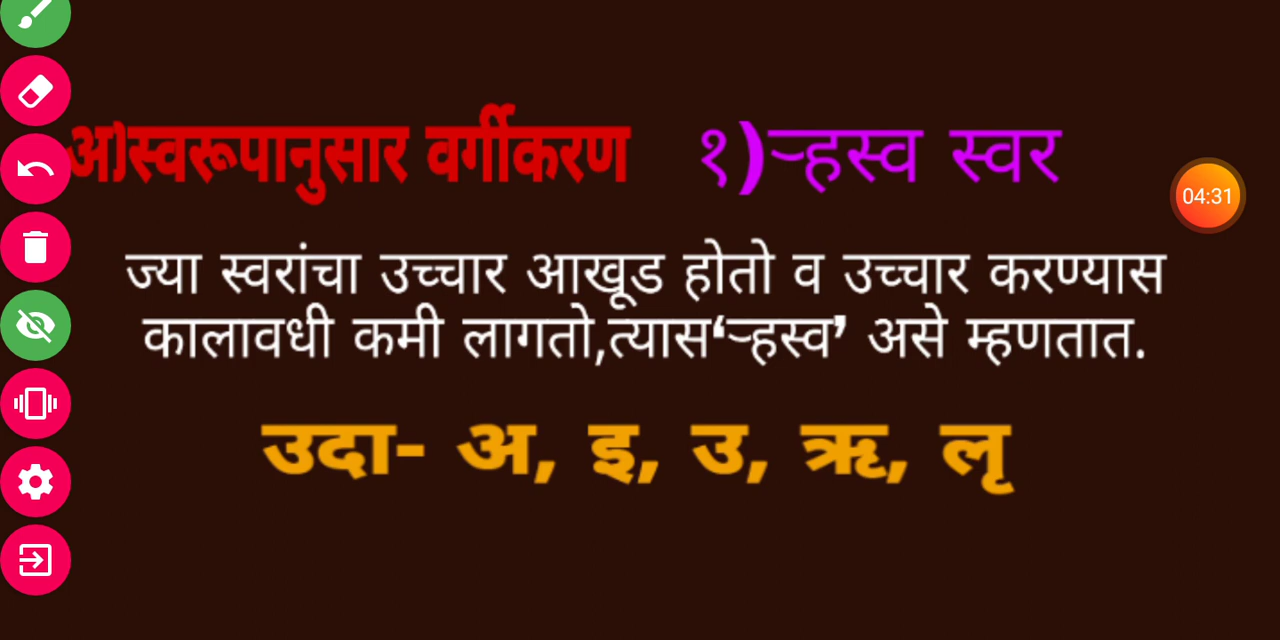 अ)स्वरूपानुसार वर्गीकरण १)ऱ्हस्व स्वर
04:31
ज्या स्वरांचा उच्चार आखूड होतो व उच्चार करण्यास
कालावधी कमी लागतो,त्यास‘ऱ्हस्व’ असे म्हणतात.
उदा- अ, इ, उ, ऋ, लृ